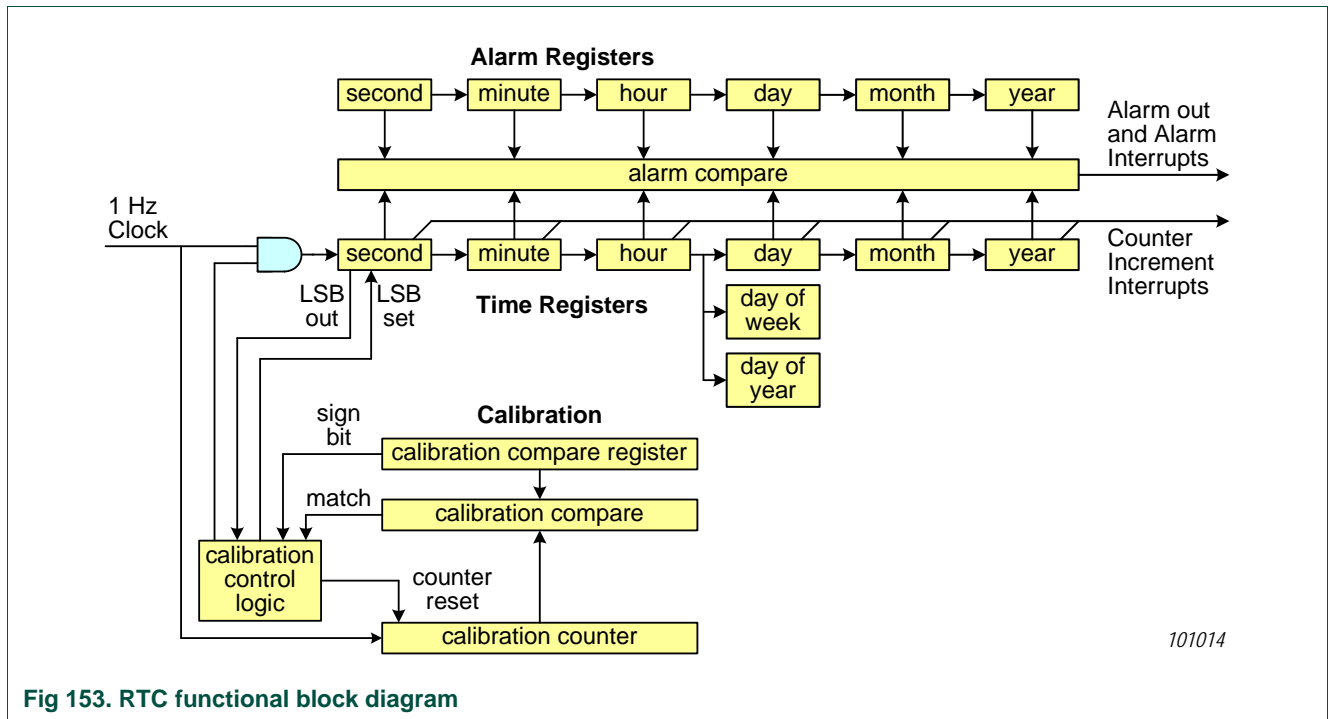 Alarm Registers
second minute hour day month year
Alarm out
and Alarm
Interrupts
alarm compare
1 Hz
Clock
second minute hour day month year
Counter
Increment
Interrupts
LSB
out
LSB
set
Time Registers
day of
week
day of
year
Calibration
sign
bit
calibration compare register
match
calibration compare
calibration
control
logic
counter
reset
calibration counter
101014
Fig 153. RTC functional block diagram